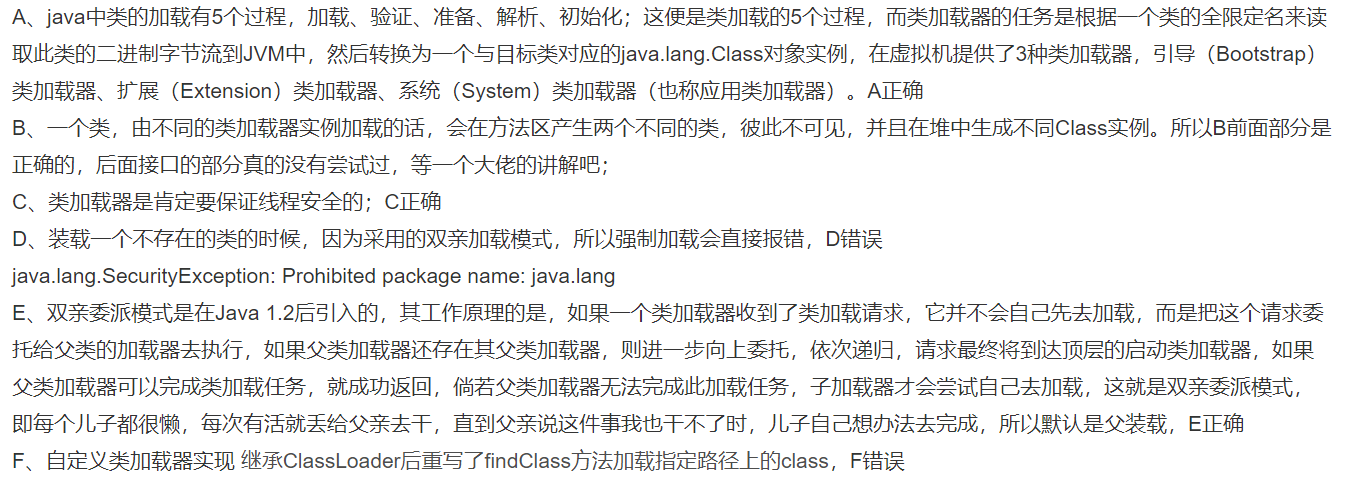 A、java中类的加载有5个过程，加载、验证、准备、解析、初始化；这便是类加载的5个过程，而类加载器的任务是根据一个类的全限定名来读
取此类的二进制字节流到JVM中，然后转换为一个与目标类对应的java.lang.Class对象实例，在虚拟机提供了3种类加载器，引导（Bootstrap）
类加载器、扩展（Extension）类加载器、系统（System）类加载器（也称应用类加载器）。A正确
B、一个类，由不同的类加载器实例加载的话，会在方法区产生两个不同的类，彼此不可见，并且在堆中生成不同Class实例。所以B前面部分是
正确的，后面接口的部分真的没有尝试过，等一个大佬的讲解吧；
C、类加载器是肯定要保证线程安全的；C正确
D、装载一个不存在的类的时候，因为采用的双亲加载模式，所以强制加载会直接报错，D错误
java.lang.SecurityException: Prohibited package name: java.lang
E、双亲委派模式是在Java 1.2后引入的，其工作原理的是，如果一个类加载器收到了类加载请求，它并不会自己先去加载，而是把这个请求委
托给父类的加载器去执行，如果父类加载器还存在其父类加载器，则进一步向上委托，依次递归，请求最终将到达顶层的启动类加载器，如果
父类加载器可以完成类加载任务，就成功返回，倘若父类加载器无法完成此加载任务，子加载器才会尝试自己去加载，这就是双亲委派模式，
即每个儿子都很懒，每次有活就丢给父亲去干，直到父亲说这件事我也干不了时，儿子自己想办法去完成，所以默认是父装载，E正确
F、自定义类加载器实现 继承ClassLoader后重写了findClass方法加载指定路径上的class，F错误